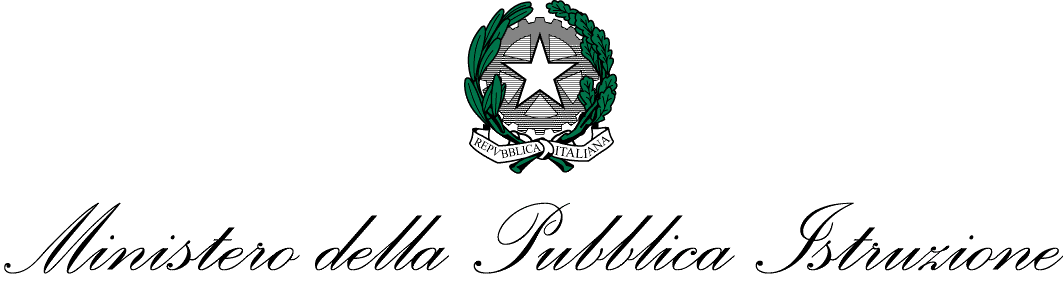 REPVBBLICA ITALIANA
Ministero della Pubblica Istruzione